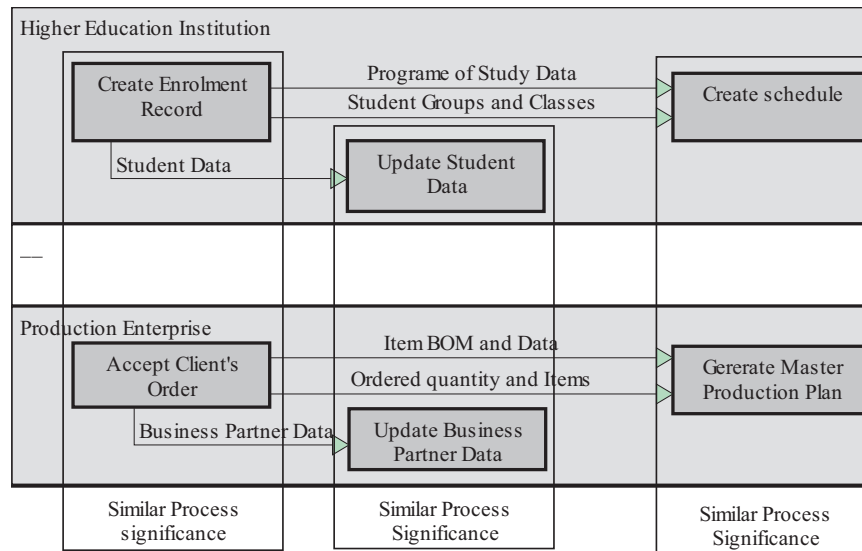 Higher Education Institution
Create Enrolment
Record
Programe of Study Data
Student Groups and Classes
Create schedule
Student Data
Update Student
Data
__
Production Enterprise
Accept Client's
Order
Item BOM and Data
Ordered quantity and Items
Gererate Master
Production Plan
Business Partner Data
Update Business
Partner Data
Similar Process
significance
Similar Process
Significance
Similar Process
Significance